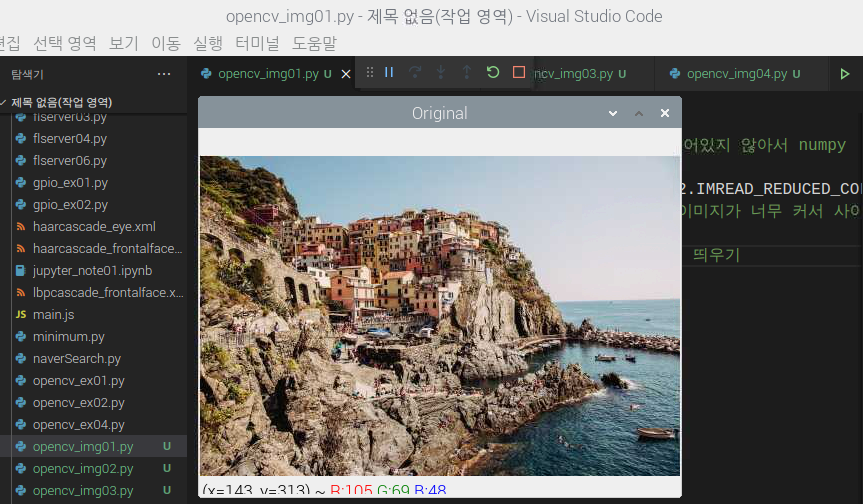 opencv_img01.py - 제목 없음(작업 영역) - Visual Studio Code
편집 선택 영역 보기 이동 실행 터미널 도움말
탐색기 ···
opencv_img01.py U
ncv_img03.py U
opencv_img04.py U
제목 없음(작업 영역)
flserver03.py
flserver04.py
flserver06.py
gpio_ex01.py
gpio_ex02.py
haarcascade_eye.xml
haarcascade_frontalface...
jupyter_note01.ipynb
lbpcascade_frontalface.x...
JS main.js
minimum.py
naverSearch.py
opencv_ex01.py
opencv_ex02.py
opencv_ex04.py
opencv_img01.py U
opencv_img02.py U
opencv_img03.py U
Original
어있지 않아서 numpy
2.IMREAD_REDUCED_CO
이미지가 너무 커서 사이
띄우기
(x=143, y=313) ~ R:105 G:69 B:48